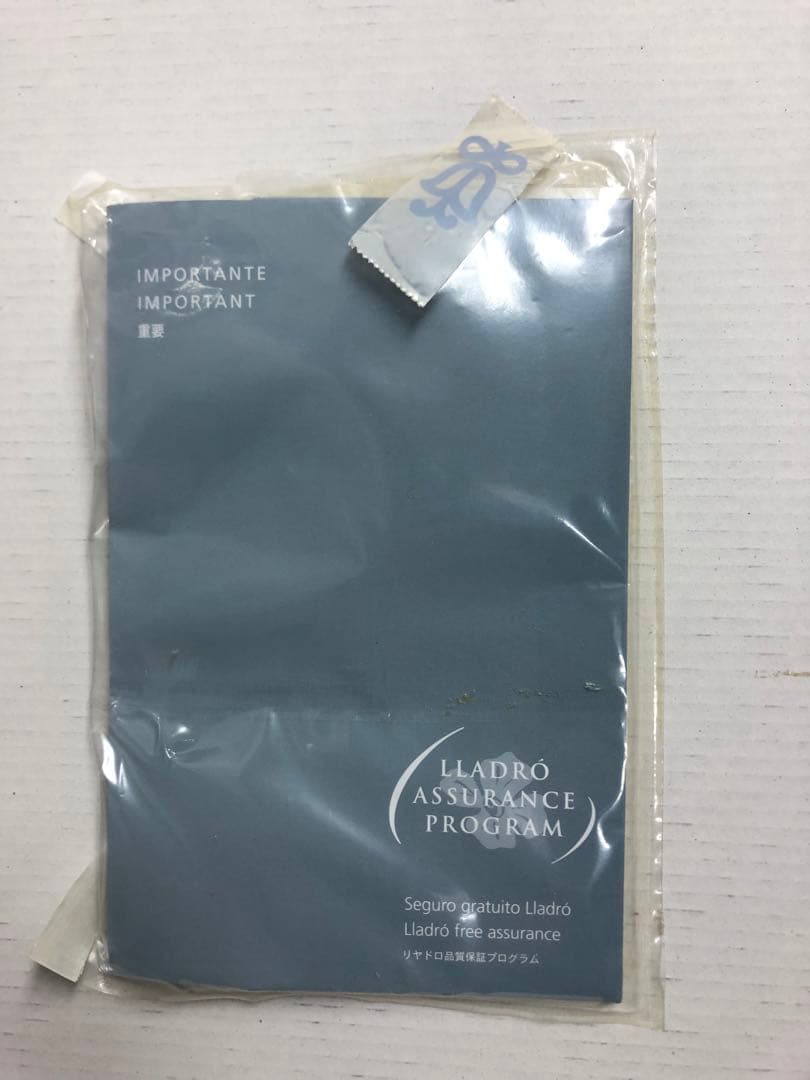 IMPORTANTE
IMPORTANT
重要
LLADRÓ
ASSURANCE
PROGRAM
Seguro gratuito Lladró
Lladró free assurance
リヤドロ品質保証プログラム